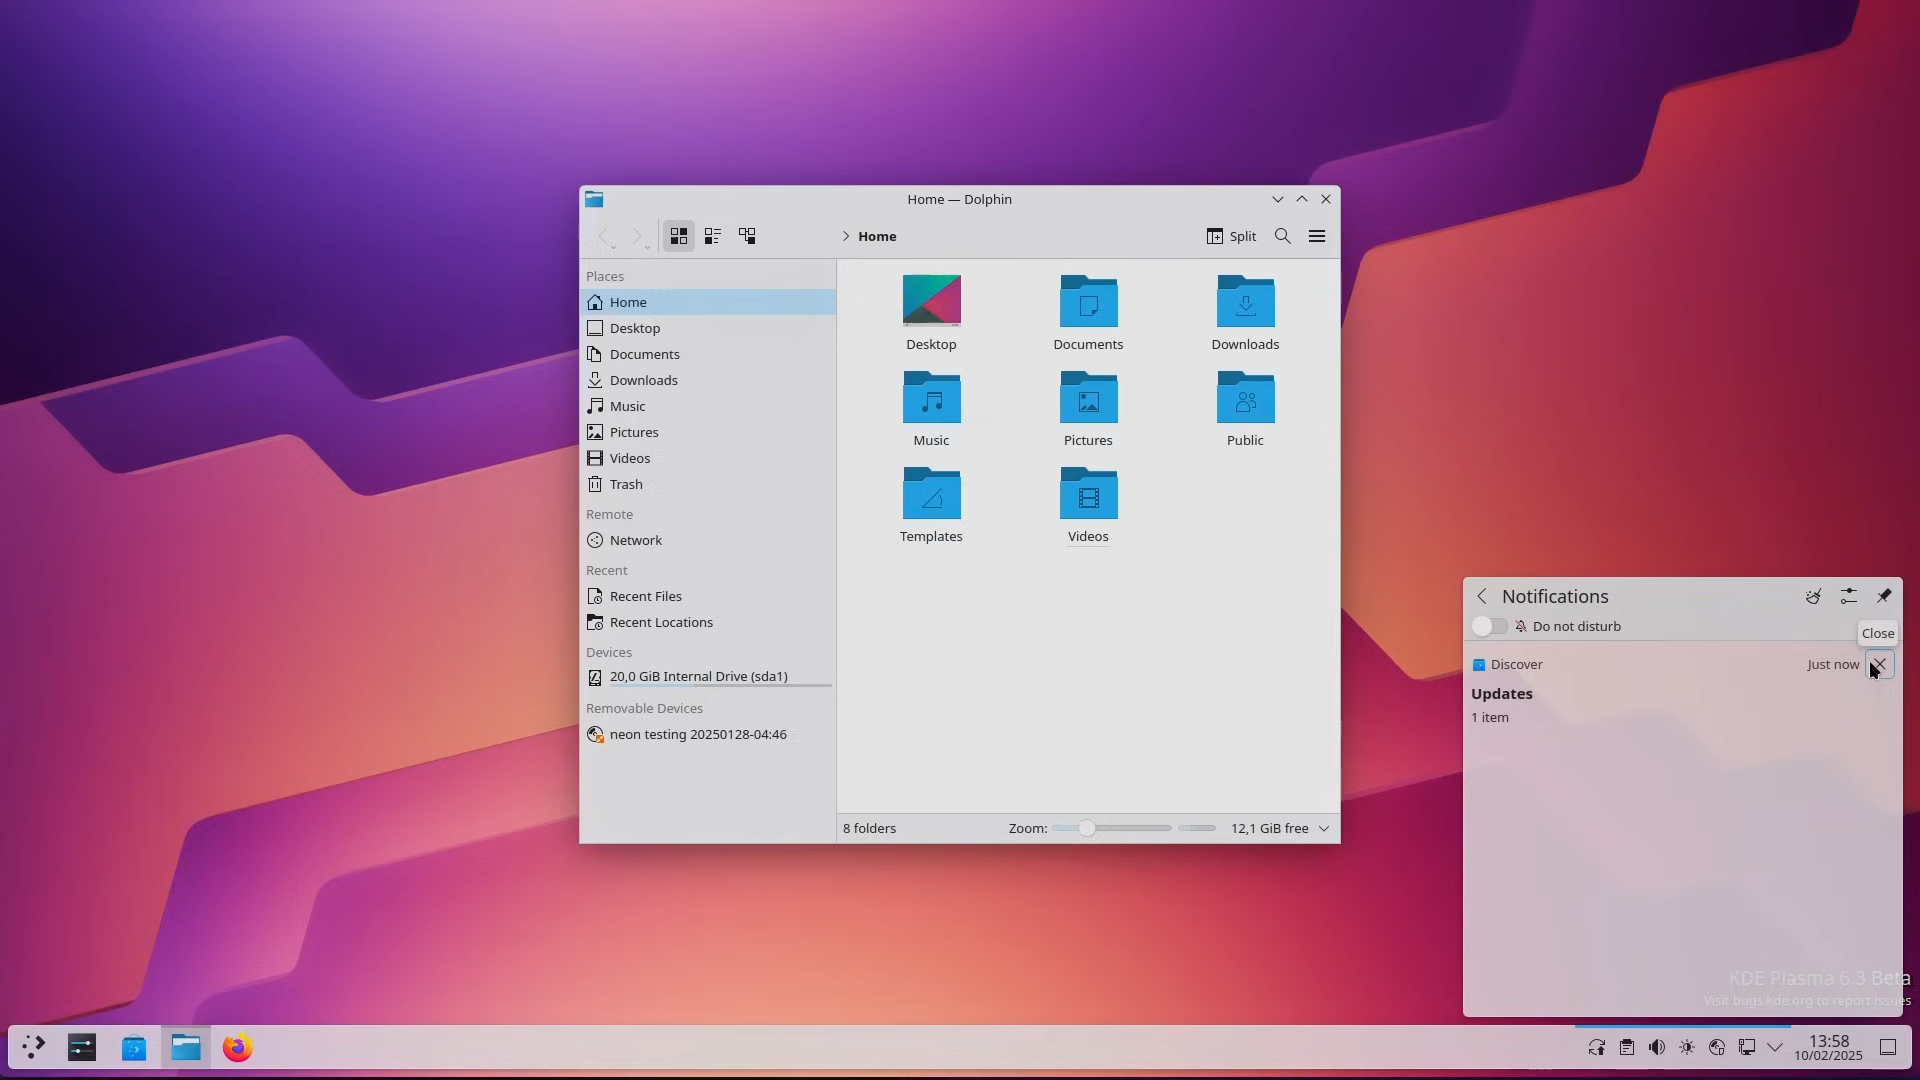 Home — Dolphin
Home
Split
Places
Home
Desktop
Documents
Downloads
Music
Pictures
Videos
Trash
Remote
Network
Recent
Recent Files
Recent Locations
Devices
20,0 GiB Internal Drive (sda1)
Removable Devices
neon testing 20250128-04:46
Desktop
Documents
Downloads
Music
Pictures
Public
Templates
Videos
8 folders
Zoom:
12,1 GiB free
Notifications
Do not disturb
Close
Discover
Just now
Updates
1 item
KDE Plasma 6.3 Beta
Visit bugs.kde.org to report issues
13:58
10/02/2025